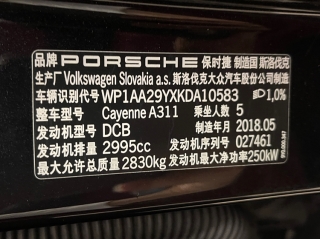 PORSCHE 保时捷 制造国 斯洛伐克
生产厂 Volkswagen Slovakia a.s. 斯洛伐克大众汽车股份公司制造
车辆识别代号 WP1AA29YXKDA10583 1,0%
整车型号 Cayenne A311 乘坐人数 5
发动机型号 DCB 制造年月 2018.05
发动机排量 2995cc 发动机序列号 027461
最大允许总质量 2830kg 发动机最大净功率 250kW